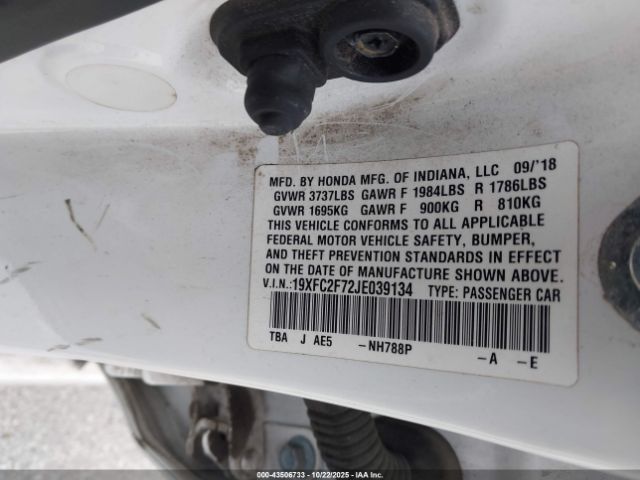 MFD. BY HONDA MFG. OF INDIANA, LLC 09/'18
GVWR 3737LBS GAWR F 1984LBS R 1786LBS
GVWR 1695KG GAWR F 900KG R 810KG
THIS VEHICLE CONFORMS TO ALL APPLICABLE
FEDERAL MOTOR VEHICLE SAFETY, BUMPER,
AND THEFT PREVENTION STANDARDS IN EFFECT
ON THE DATE OF MANUFACTURE SHOWN ABOVE.
V.I.N.:19XFC2F72JE039134 TYPE: PASSENGER CAR
TBA J AE5 -NH788P -A -E
000-43506733 - 10/22/2025 - IAA Inc.